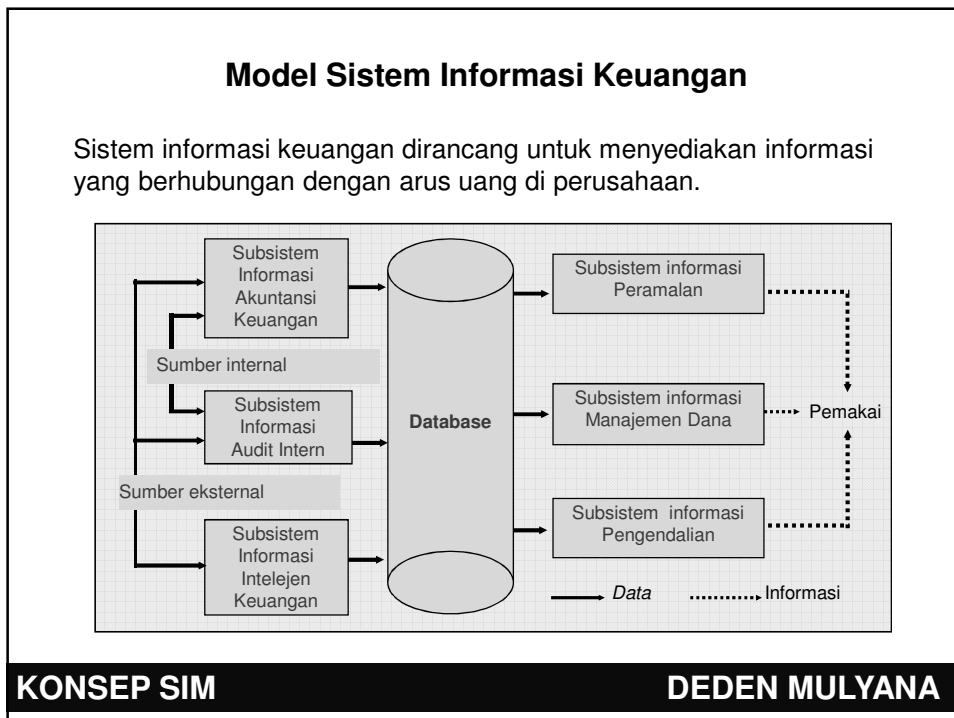 Model Sistem Informasi Keuangan
Sistem informasi keuangan dirancang untuk menyediakan informasi
yang berhubungan dengan arus uang di perusahaan.
Subsistem
Informasi
Akuntansi
Keuangan
Sumber internal
Subsistem
Informasi
Audit Intern
Sumber eksternal
Subsistem
Informasi
Intelejen
Keuangan
Database
Subsistem informasi
Peramalan
Subsistem informasi
Manajemen Dana
Subsistem informasi
Pengendalian
Pemakai
Data
Informasi
KONSEP SIM
DEDEN MULYANA